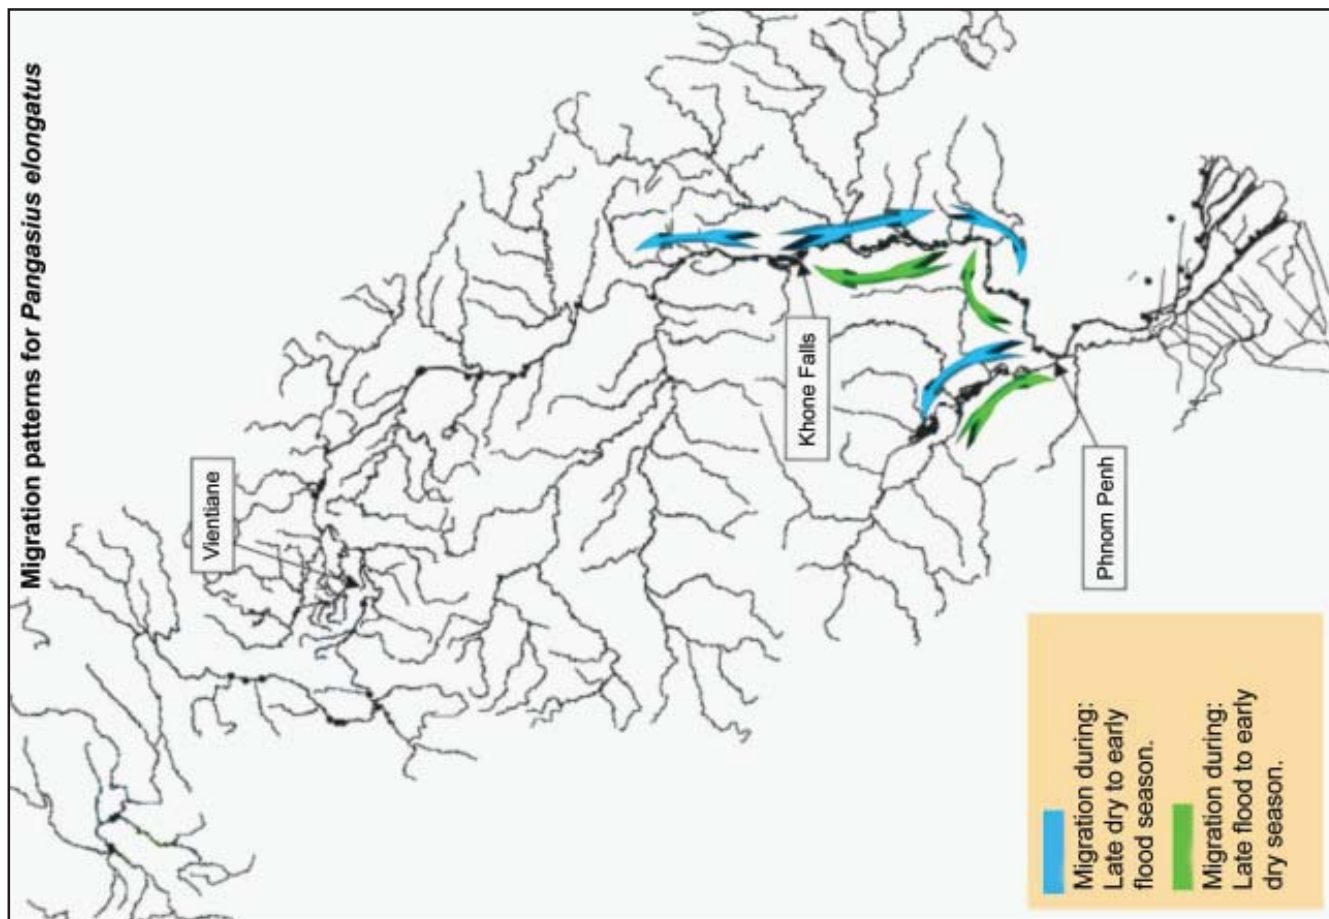 Migration patterns for Pangasius elongatus
Vientiane
Khone Falls
Phnom Penh
Migration during:
Late dry to early
flood season.
Migration during:
Late flood to early
dry season.